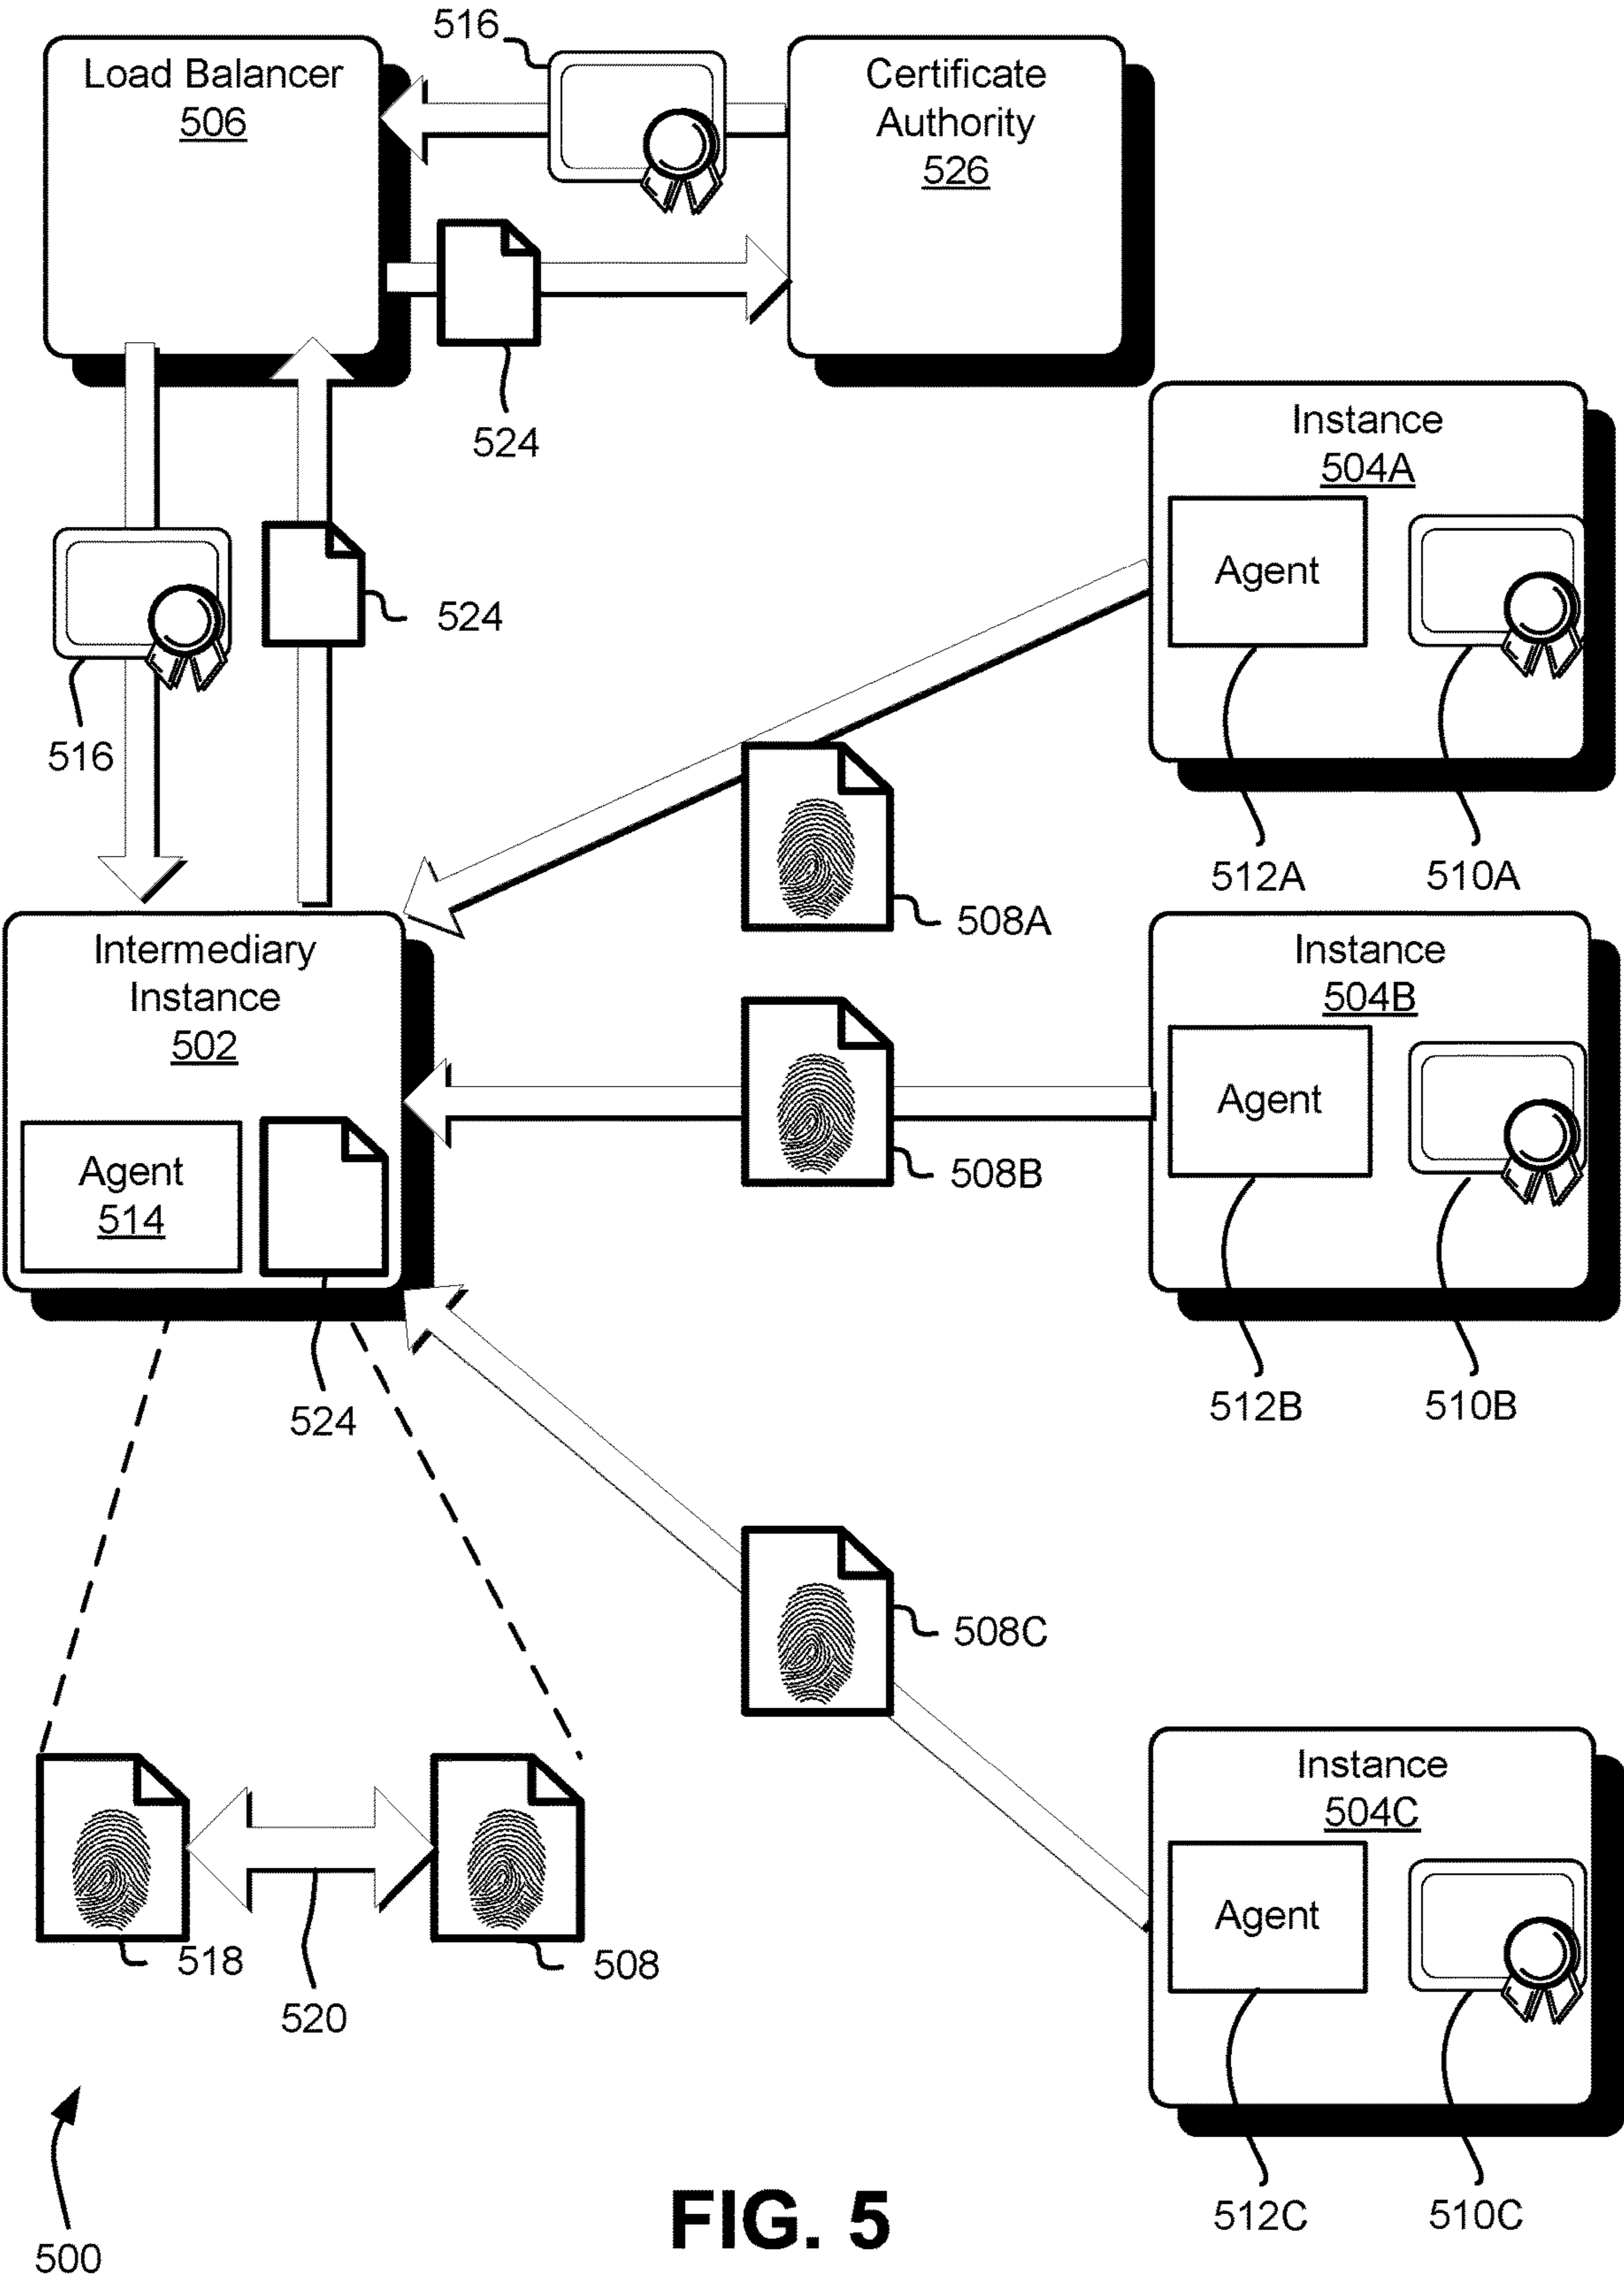 516
Load Balancer
506
Certificate
Authority
526
524
Instance
504A
Agent
524
516
512A
510A
508A
Intermediary
Instance
502
Instance
504B
Agent
508B
Agent
514
524
512B
510B
508C
Instance
504C
Agent
518
508
520
512C
510C
500
FIG. 5